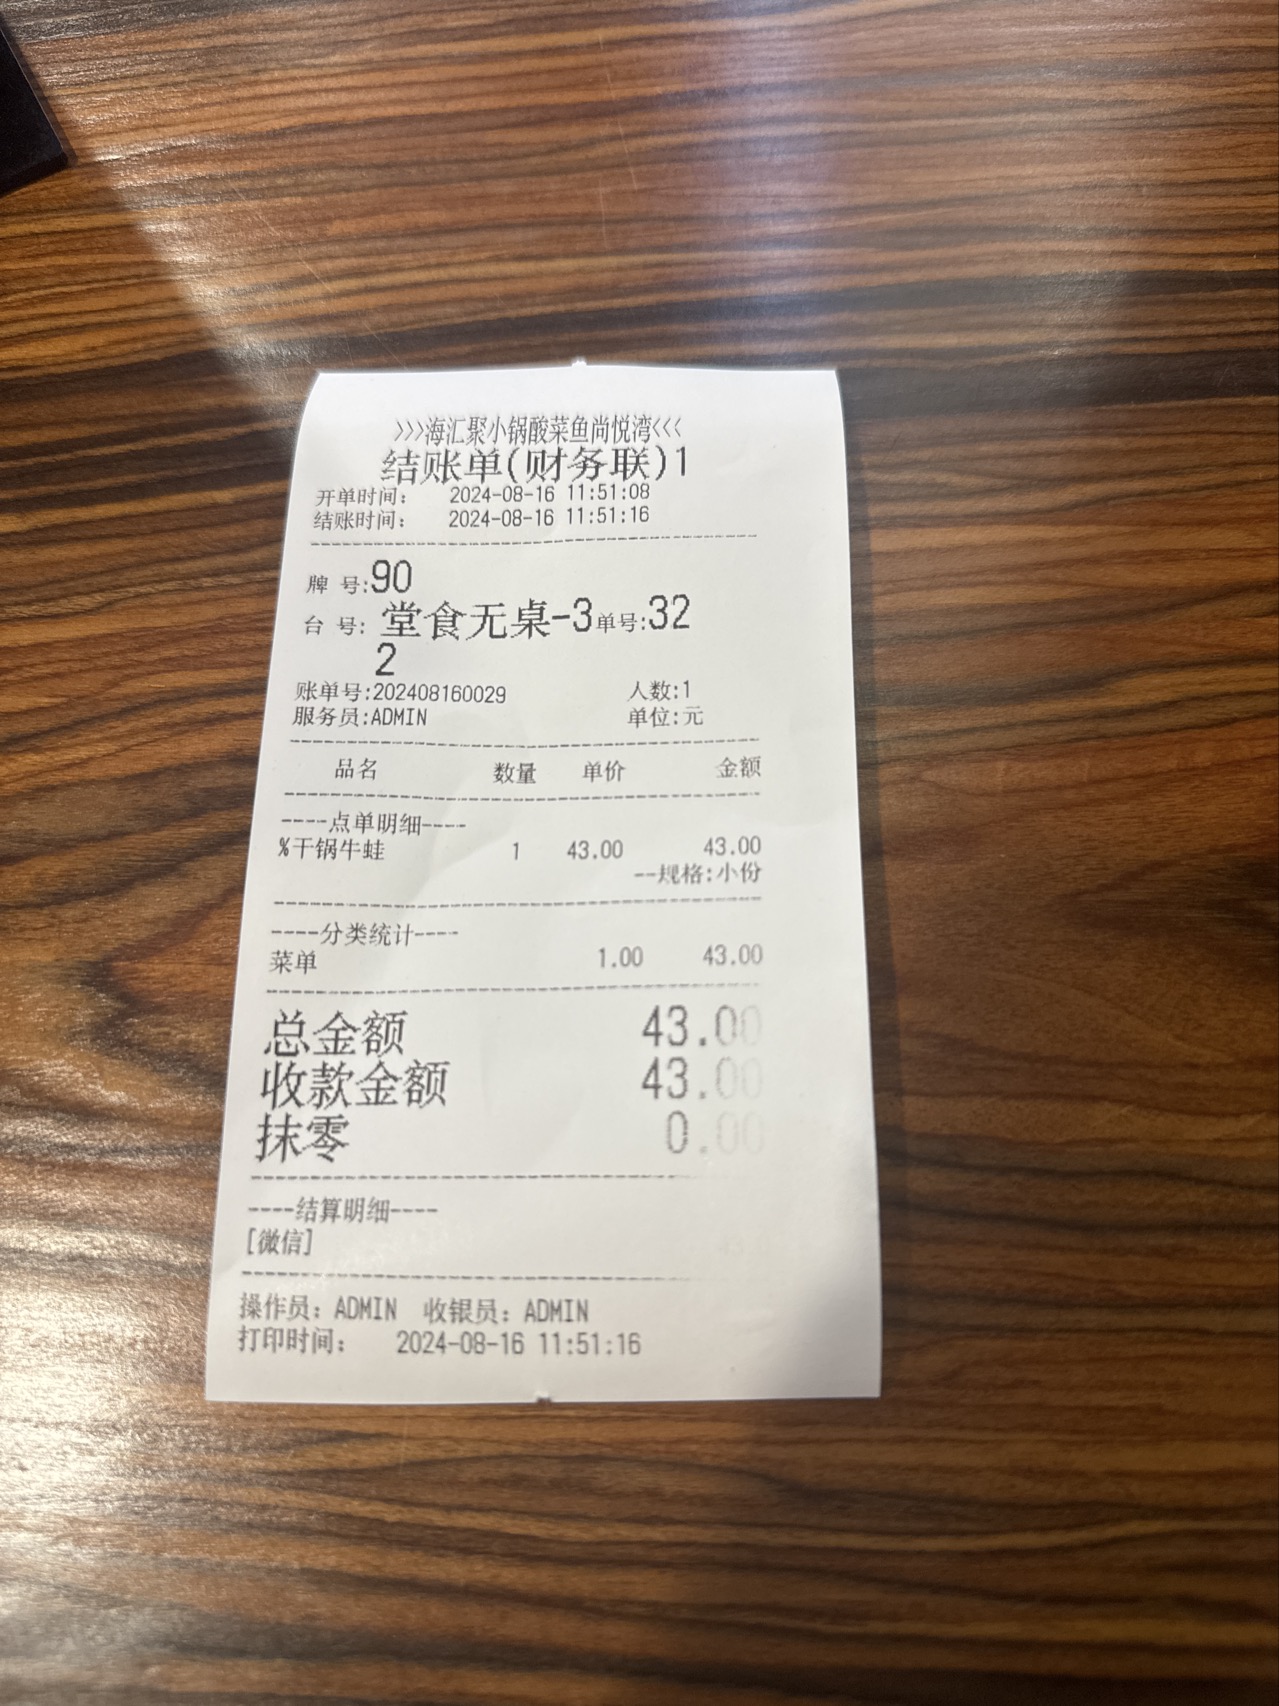 >>>海汇聚小锅酸菜鱼尚悦湾<<<
结账单(财务联)1
开单时间: 2024-08-16 11:51:08
结账时间: 2024-08-16 11:51:16
牌 号:90
台 号: 堂食无桌-3 单号:32
2
账单号:202408160029 人数:1
服务员:ADMIN 单位:元
品名 数量 单价 金额
----点单明细----
%干锅牛蛙 1 43.00 43.00
--规格:小份
----分类统计----
菜单 1.00 43.00
总金额 43.00
收款金额 43.00
抹零 0.00
----结算明细----
[微信]
操作员: ADMIN 收银员: ADMIN
打印时间: 2024-08-16 11:51:16